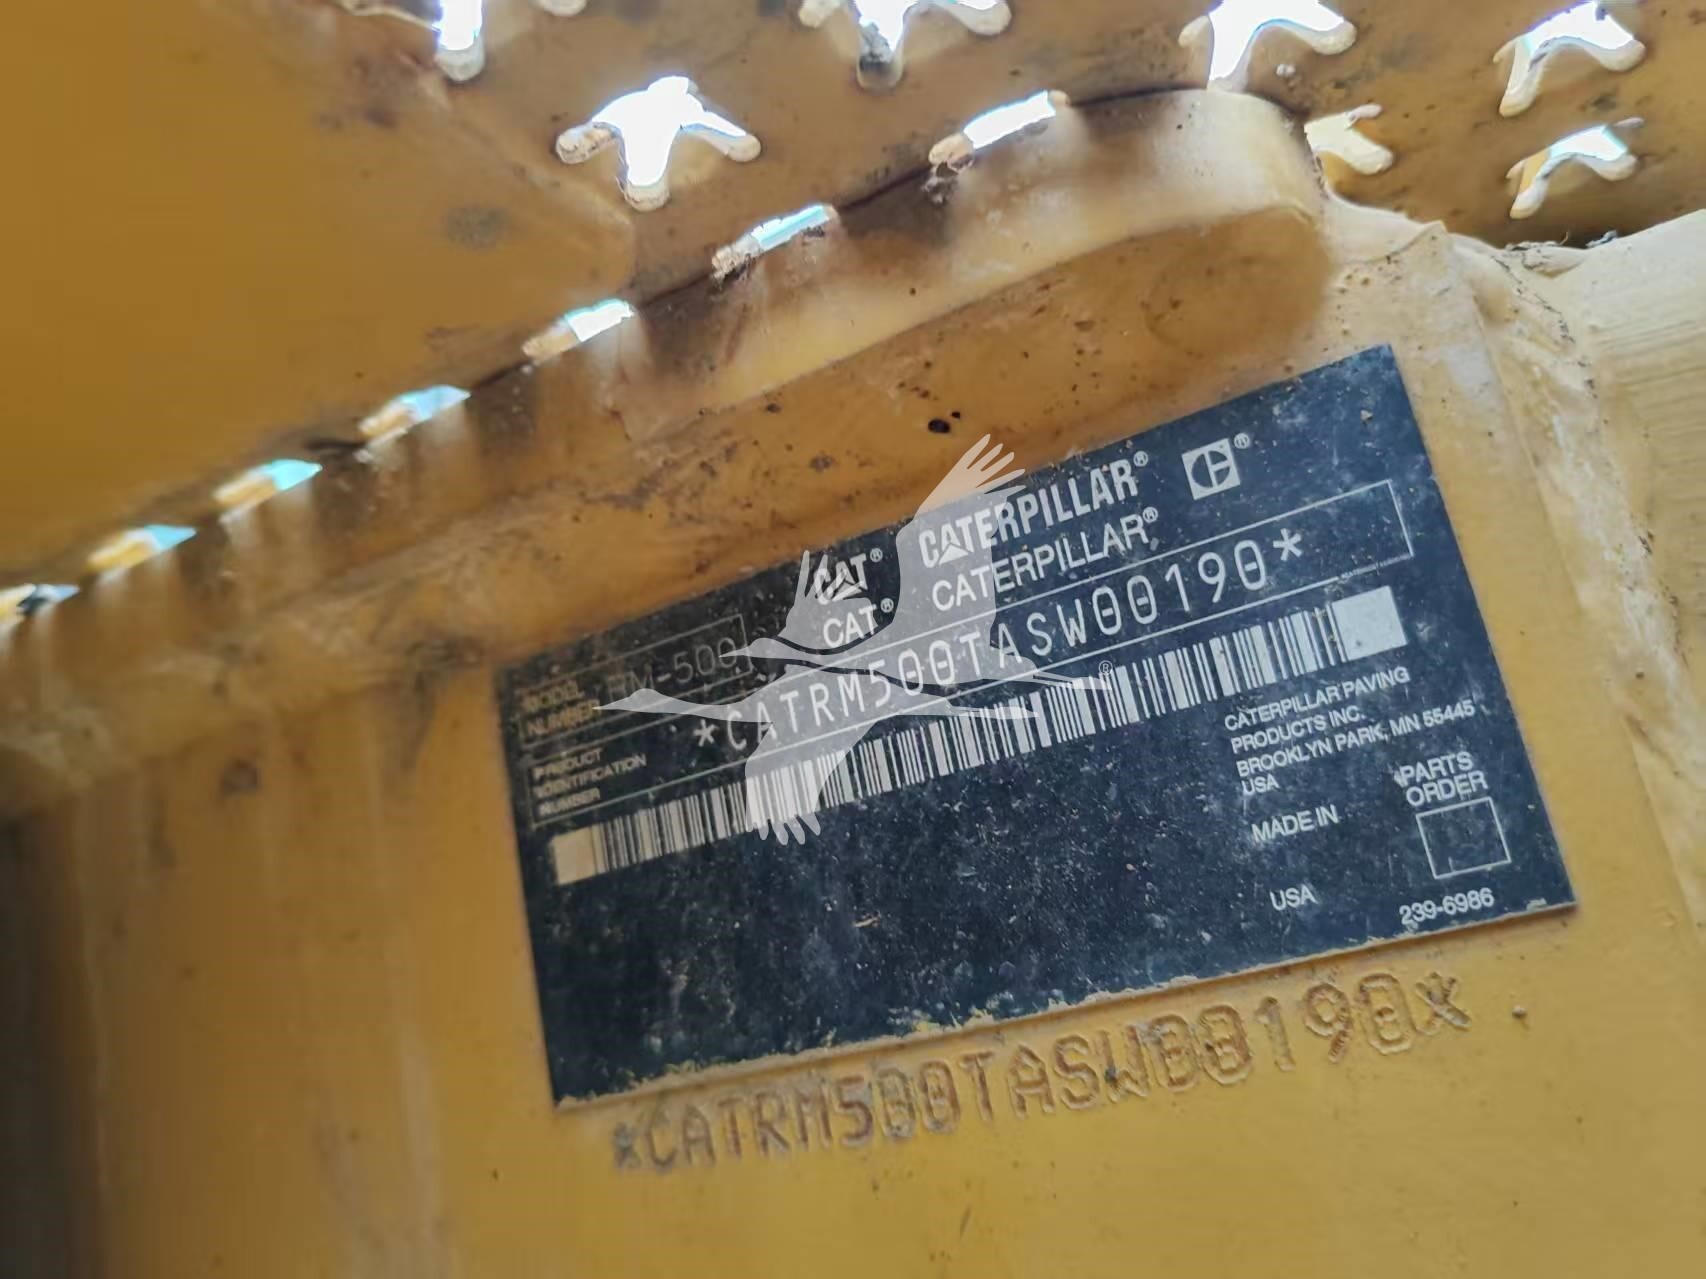 CAT® CATERPILLAR®
CAT® CATERPILLAR®
MODEL NUMBER RM-500
PRODUCT IDENTIFICATION NUMBER
*CATRM500TASW00190*
CATERPILLAR PAVING
PRODUCTS INC.
BROOKLYN PARK, MN 55445
USA
MADE IN
USA
PARTS
ORDER
239-6986
*CATRM500TASW00190*
®